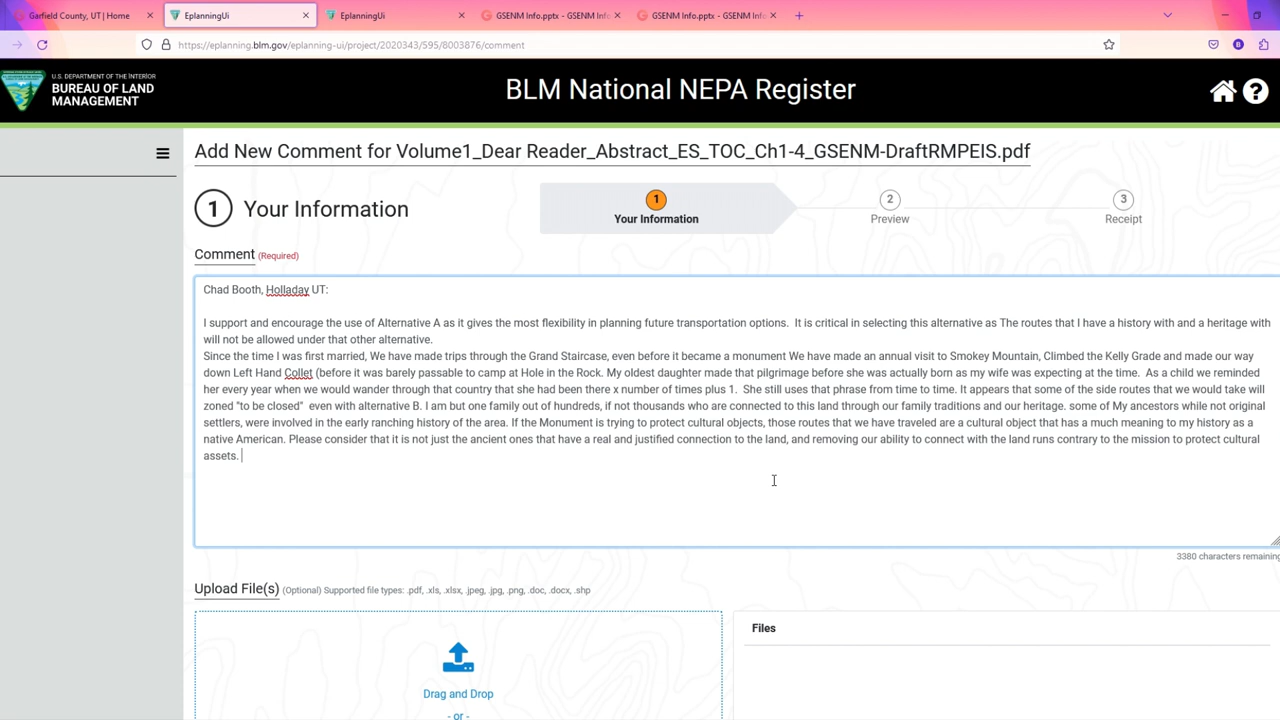 Garfield County, UT | Home
EplanningUi
EplanningUi
GSENM Info.pptx - GSENM Info
GSENM Info.pptx - GSENM Info
https://eplanning.blm.gov/eplanning-ui/project/2020343/595/8003876/comment
U.S. DEPARTMENT OF THE INTERIOR
BUREAU OF LAND
MANAGEMENT
BLM National NEPA Register
Add New Comment for Volume1_Dear Reader_Abstract_ES_TOC_Ch1-4_GSENM-DraftRMPEIS.pdf
1 Your Information
1
Your Information
2
Preview
3
Receipt
Comment (Required)
Chad Booth, Holladay UT:
I support and encourage the use of Alternative A as it gives the most flexibility in planning future transportation options. It is critical in selecting this alternative as The routes that I have a history with and a heritage with
will not be allowed under that other alternative.
Since the time I was first married, We have made trips through the Grand Staircase, even before it became a monument We have made an annual visit to Smokey Mountain, Climbed the Kelly Grade and made our way
down Left Hand Collet (before it was barely passable to camp at Hole in the Rock. My oldest daughter made that pilgrimage before she was actually born as my wife was expecting at the time. As a child we reminded
her every year when we would wander through that country that she had been there x number of times plus 1. She still uses that phrase from time to time. It appears that some of the side routes that we would take will
zoned "to be closed" even with alternative B. I am but one family out of hundreds, if not thousands who are connected to this land through our family traditions and our heritage. some of My ancestors while not original
settlers, were involved in the early ranching history of the area. If the Monument is trying to protect cultural objects, those routes that we have traveled are a cultural object that has a much meaning to my history as a
native American. Please consider that it is not just the ancient ones that have a real and justified connection to the land, and removing our ability to connect with the land runs contrary to the mission to protect cultural
assets.
3380 characters remaining
Upload File(s) (Optional) Supported file types: .pdf, .xls, .xlsx, .jpeg, .jpg, .png, .doc, .docx, .shp
Drag and Drop
- or -
Files